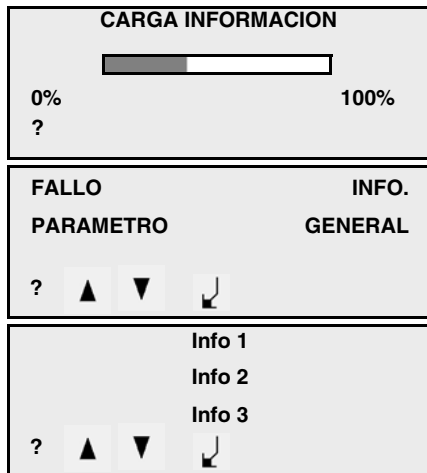 CARGA INFORMACION
0% 100%
?
FALLO INFO.
PARAMETRO GENERAL
?
Info 1
Info 2
Info 3
?